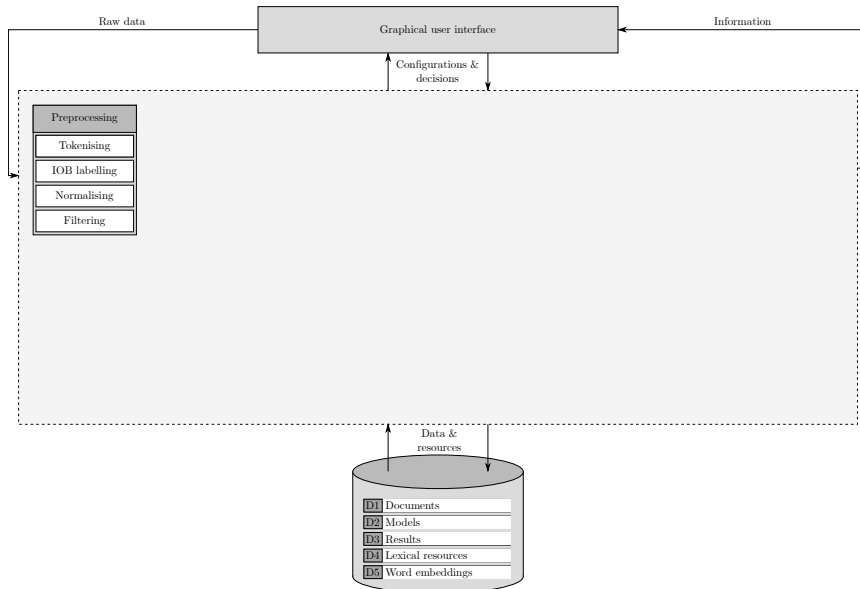 Raw data
Graphical user interface
Information
Configurations &
decisions
Preprocessing
Tokenising
IOB labelling
Normalising
Filtering
Data &
resources
D1 Documents
D2 Models
D3 Results
D4 Lexical resources
D5 Word embeddings